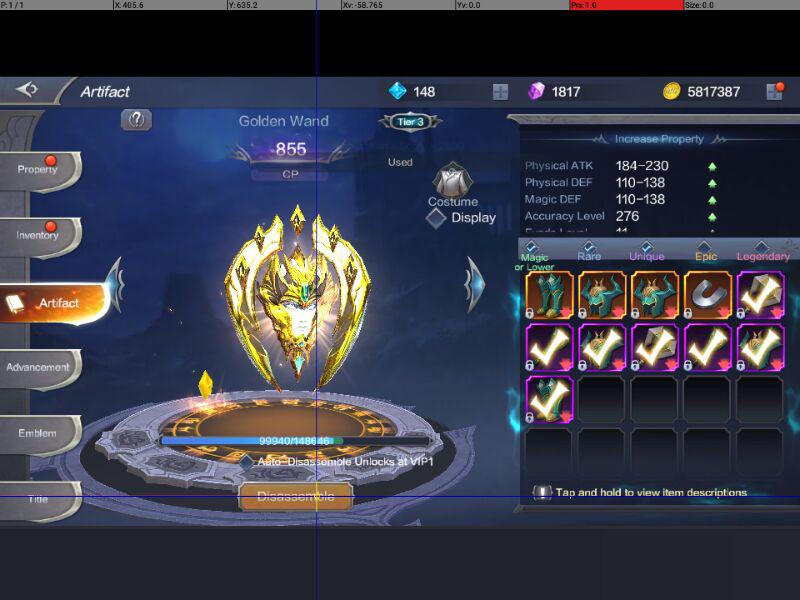 P: 1 / 1 X: 405.6 Y: 635.2 Xv: -58.765 Yv: 0.0 Prs: 1.0 Size: 0.0
Artifact
148
1817
5817387
Property
Inventory
Artifact
Advancement
Emblem
Title
?
Golden Wand
855
CP
Tier 3
Used
Costume
Display
99940/148646
Auto-Disassemble Unlocks at VIP1
Disassemble
Increase Property
Physical ATK 184-230
Physical DEF 110-138
Magic DEF 110-138
Accuracy Level 276
Magic
or Lower
Rare
Unique
Epic
Legendary
Tap and hold to view item descriptions